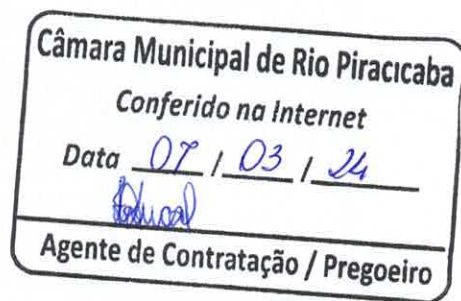 Câmara Municipal de Rio Piracicaba
Conferido na Internet
Data 07 / 03 / 24
Agente de Contratação / Pregoeiro